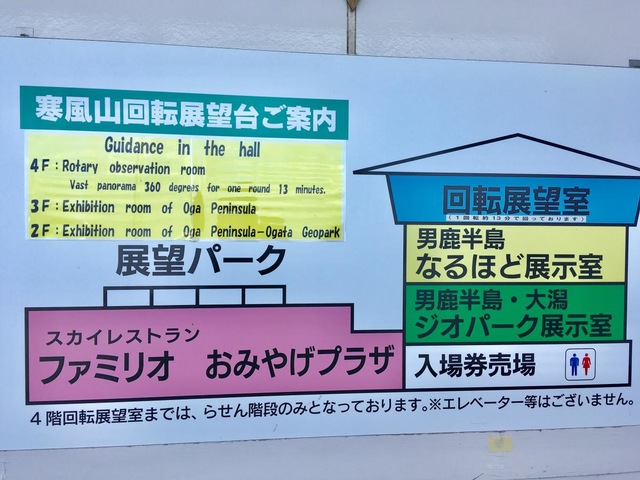 寒風山回転展望台ご案内
Guidance in the hall
4F:Rotary observation room
Vast panorama 360 degrees for one round 13 minutes.
3F:Exhibition room of Oga Peninsula
2F:Exhibition room of Oga Peninsula-Ogata Geopark
展望パーク
スカイレストラン
ファミリオ おみやげプラザ
回転展望室
(1回転約13分で回っております)
男鹿半島
なるほど展示室
男鹿半島・大潟
ジオパーク展示室
入場券売場
4階回転展望室までは、らせん階段のみとなっております。※エレベーター等はございません。